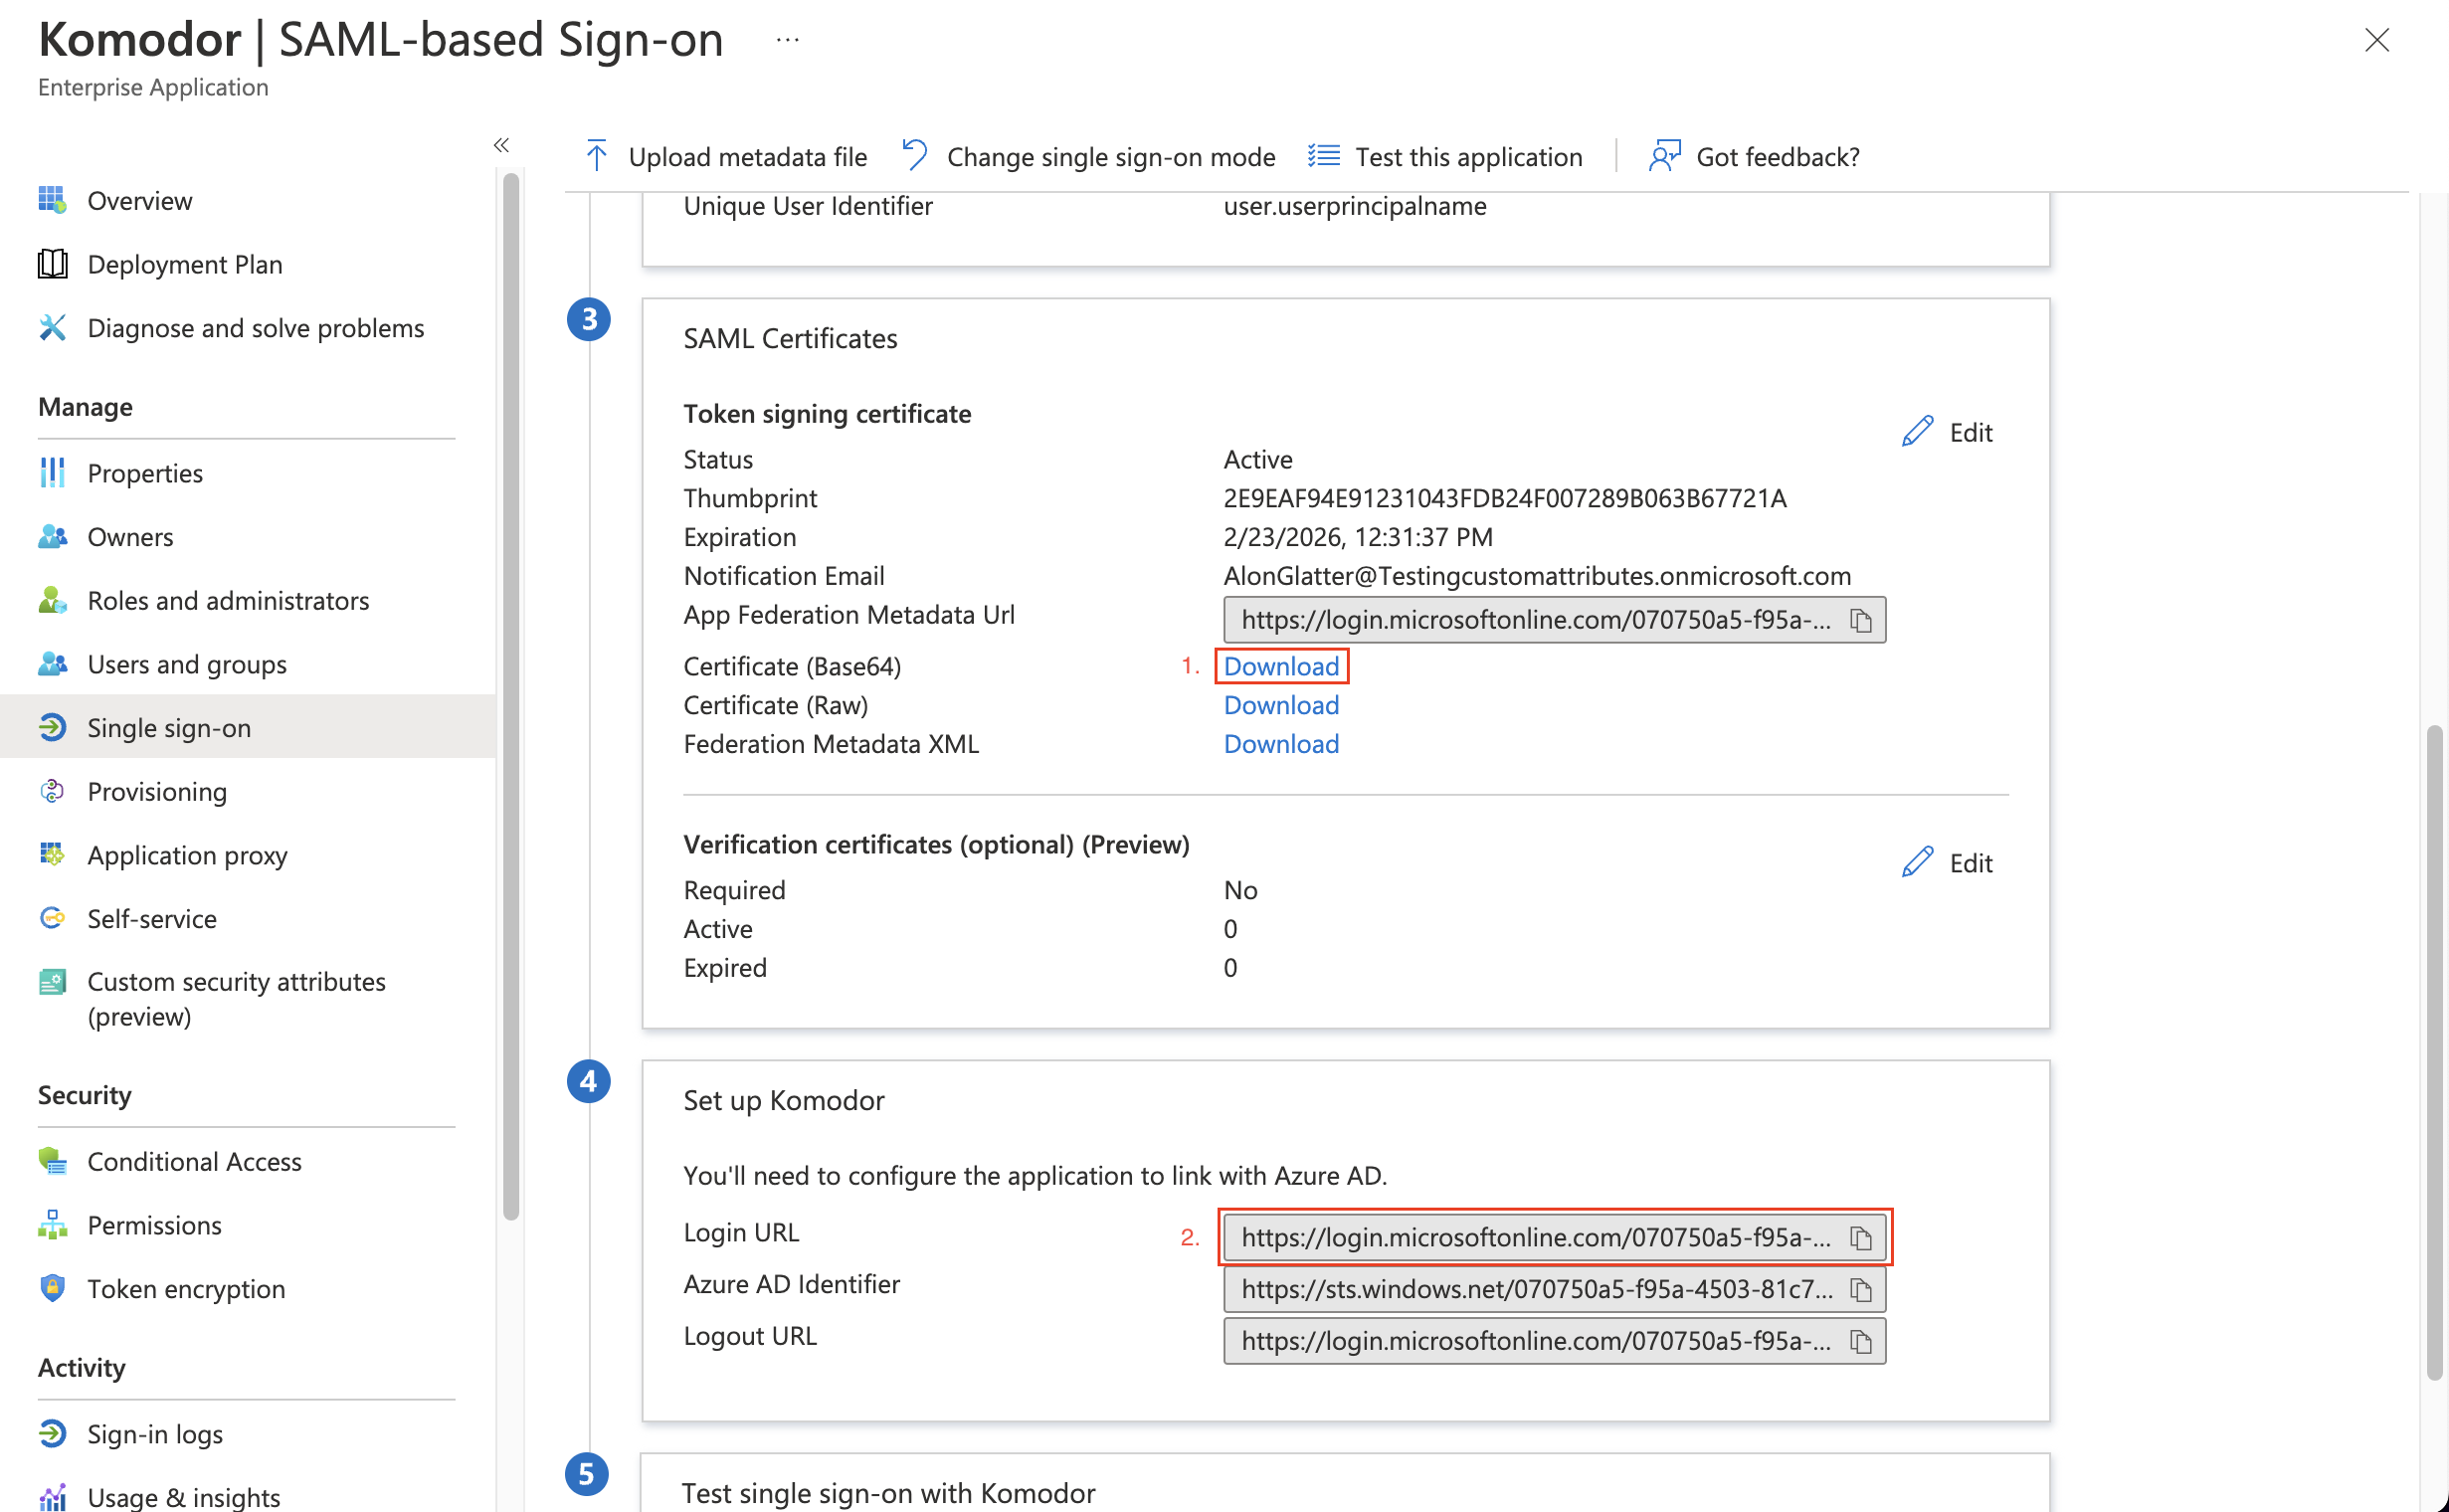 Komodor | SAML-based Sign-on ...
Enterprise Application
«
Overview
Deployment Plan
Diagnose and solve problems
Manage
Properties
Owners
Roles and administrators
Users and groups
Single sign-on
Provisioning
Application proxy
Self-service
Custom security attributes
(preview)
Security
Conditional Access
Permissions
Token encryption
Activity
Sign-in logs
Usage & insights
Upload metadata file Change single sign-on mode Test this application Got feedback?
Unique User Identifier user.userprincipalname
3
SAML Certificates
Token signing certificate
Edit
Status Active
Thumbprint 2E9EAF94E91231043FDB24F007289B063B67721A
Expiration 2/23/2026, 12:31:37 PM
Notification Email AlonGlatter@Testingcustomattributes.onmicrosoft.com
App Federation Metadata Url https://login.microsoftonline.com/070750a5-f95a-...
Certificate (Base64) 1. Download
Certificate (Raw) Download
Federation Metadata XML Download
Verification certificates (optional) (Preview)
Edit
Required No
Active 0
Expired 0
4
Set up Komodor
You'll need to configure the application to link with Azure AD.
Login URL 2. https://login.microsoftonline.com/070750a5-f95a-...
Azure AD Identifier https://sts.windows.net/070750a5-f95a-4503-81c7...
Logout URL https://login.microsoftonline.com/070750a5-f95a-...
5
Test single sign-on with Komodor